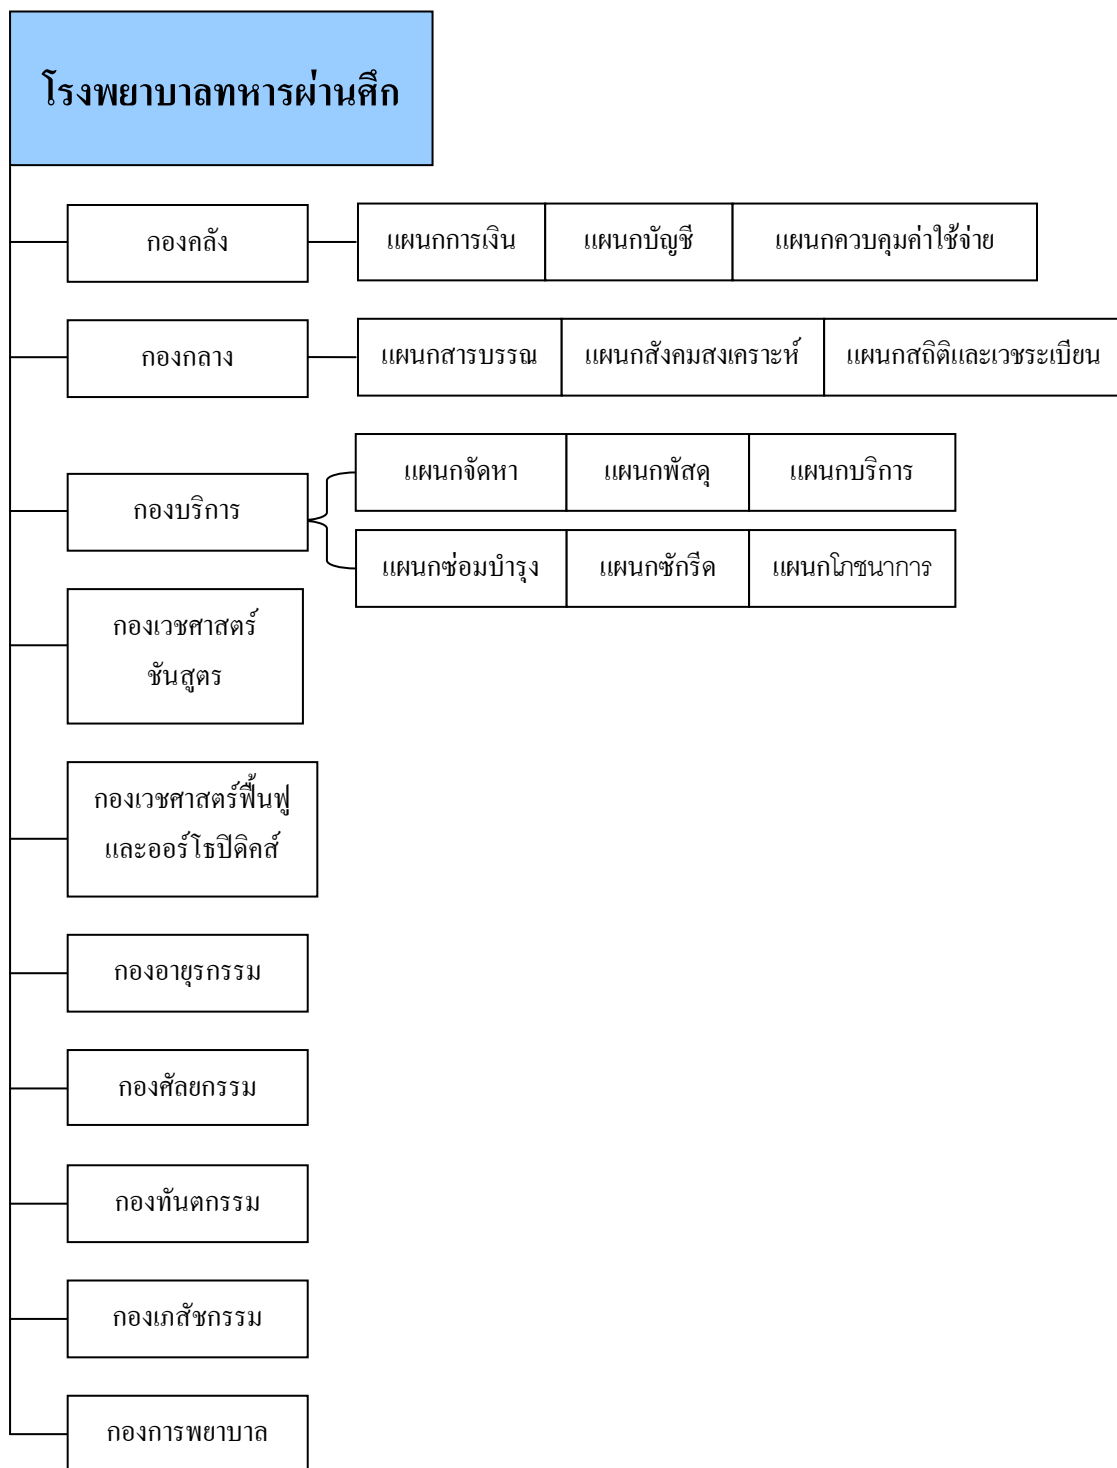 โรงพยาบาลทหารผ่านศึก
กองคลัง
แผนกการเงิน
แผนกบัญชี
แผนกควบคุมค่าใช้จ่าย
กองกลาง
แผนกสารบรรณ
แผนกสังคมสงเคราะห์
แผนกสถิติและเวชระเบียน
กองบริการ
แผนกจัดหา
แผนกพัสดุ
แผนกบริการ
แผนกซ่อมบำรุง
แผนกซักรีด
แผนกโภชนาการ
กองเวชศาสตร์
ชันสูตร
กองเวชศาสตร์ฟื้นฟู
และออร์โธปิดิคส์
กองอายุรกรรม
กองศัลยกรรม
กองทันตกรรม
กองเภสัชกรรม
กองการพยาบาล